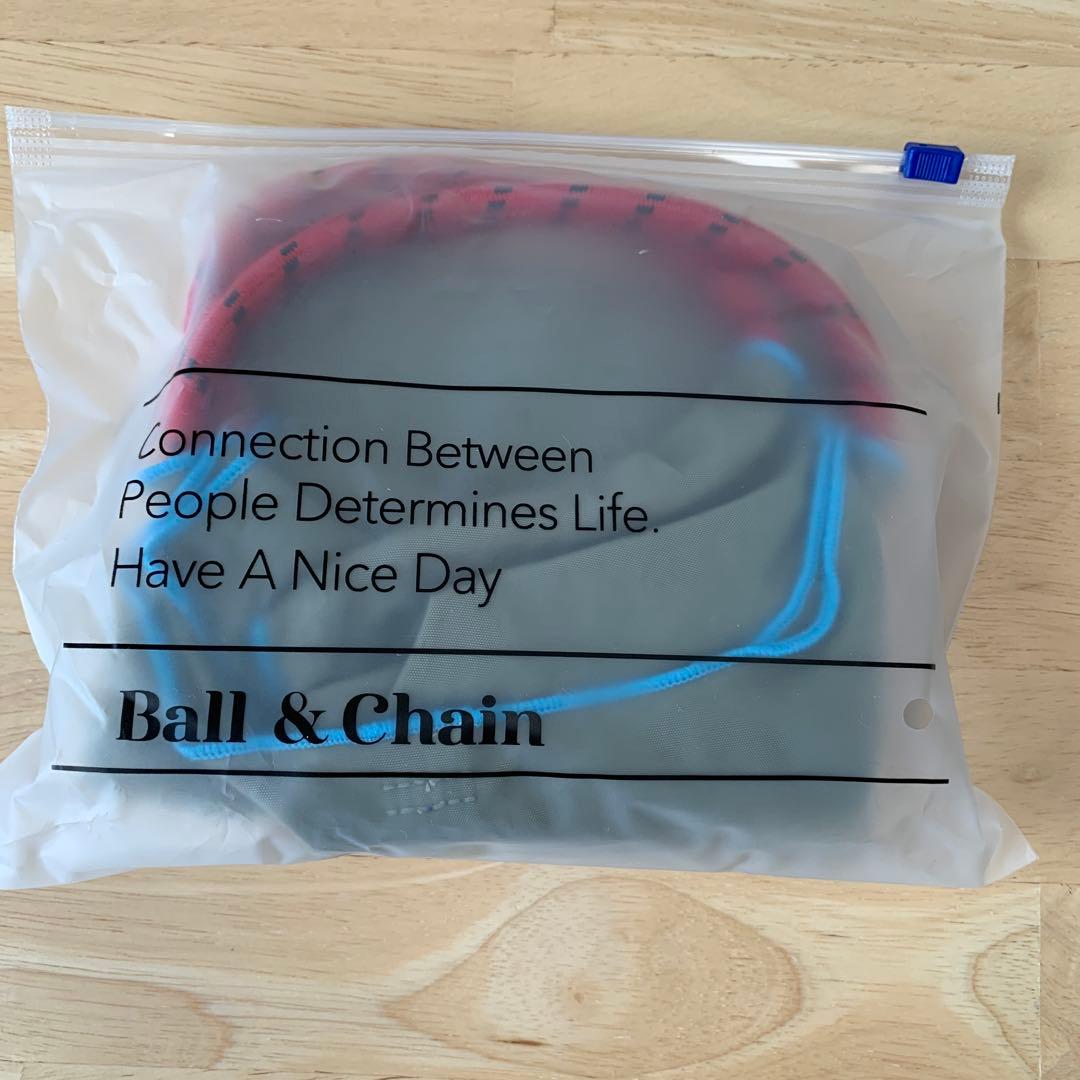 Connection Between
People Determines Life.
Have A Nice Day
Ball & Chain